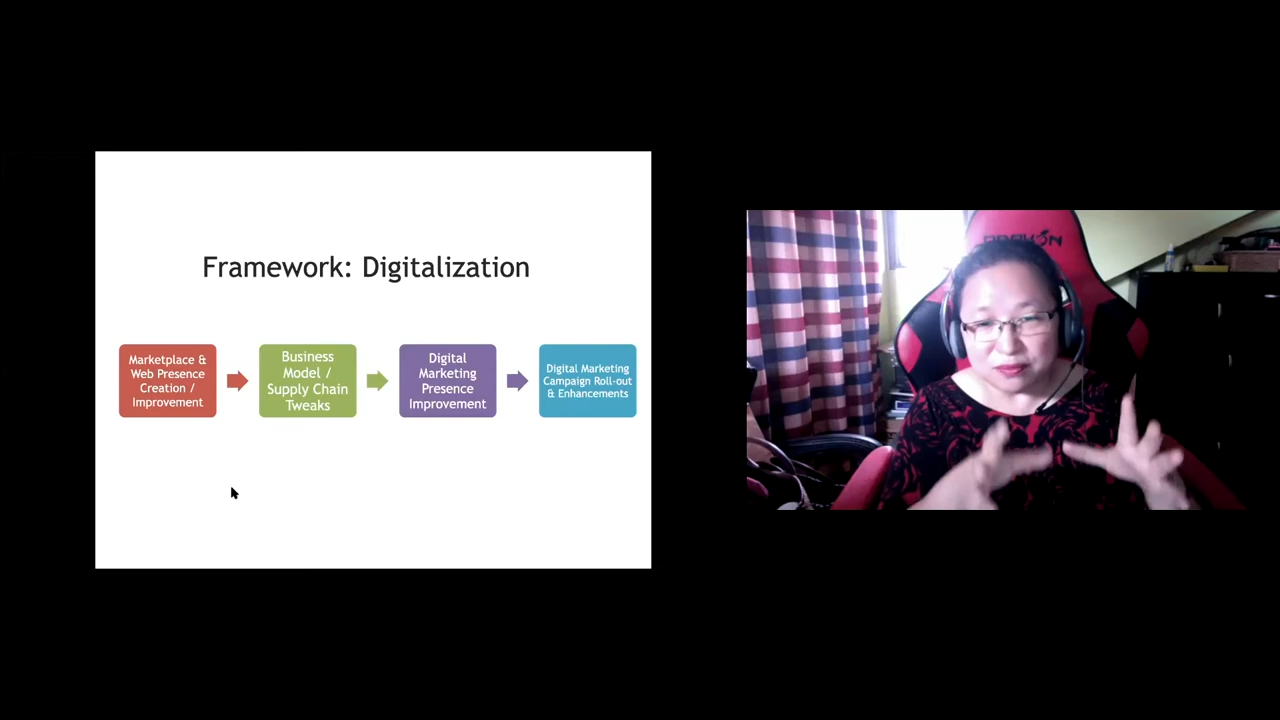 Framework: Digitalization
Marketplace &
Web Presence
Creation /
Improvement
Business
Model /
Supply Chain
Tweaks
Digital
Marketing
Presence
Improvement
Digital Marketing
Campaign Roll-out
& Enhancements